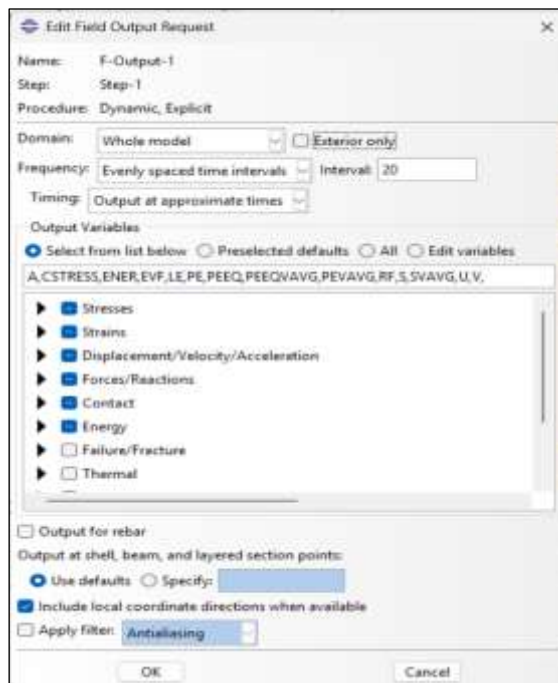 Edit Field Output Request
Name: F-Output-1
Step: Step-1
Procedure: Dynamic, Explicit
Domain: Whole model Exterior only
Frequency: Evenly spaced time intervals Interval: 20
Timing: Output at approximate times
Output Variables
Select from list below Preselected defaults All Edit variables
A,CSTRESS,ENER,EVF,LE,PE,PEEQ,PEEQVAVG,PEVAVG,RF,S,SVAVG,U,V,
Stresses
Strains
Displacement/Velocity/Acceleration
Forces/Reactions
Contact
Energy
Failure/Fracture
Thermal
Output for rebar
Output at shell, beam, and layered section points:
Use defaults Specify:
Include local coordinate directions when available
Apply filter: Antialiasing
OK Cancel